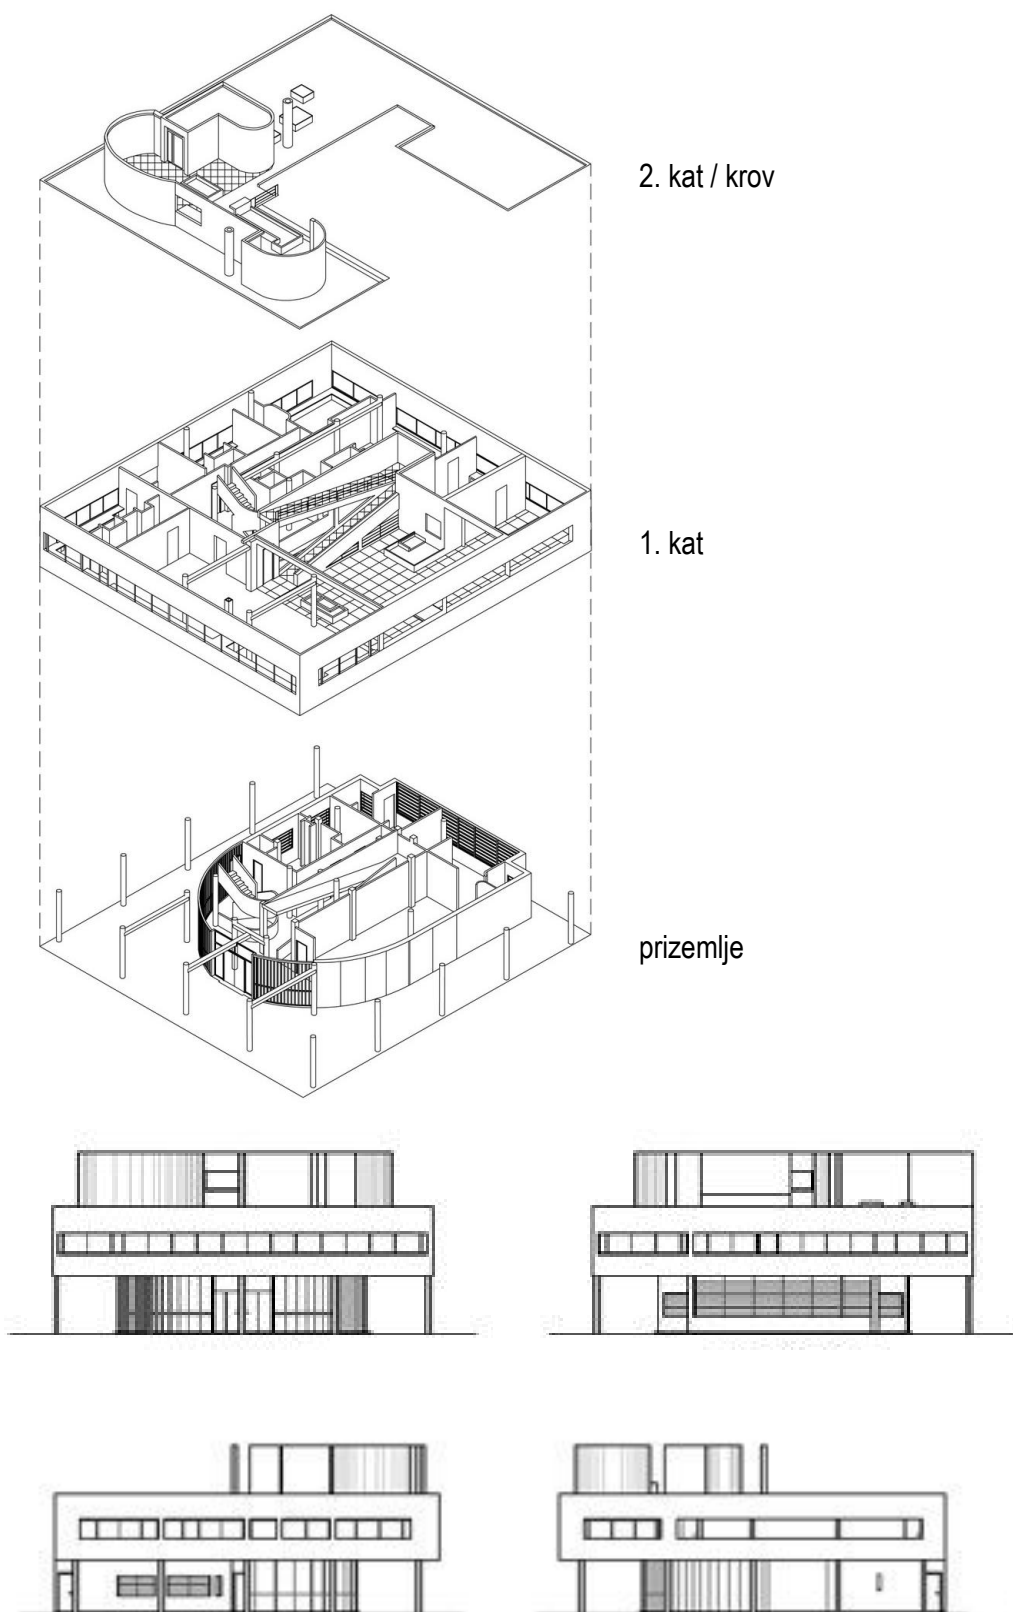 2. kat / krov
1. kat
prizemlje